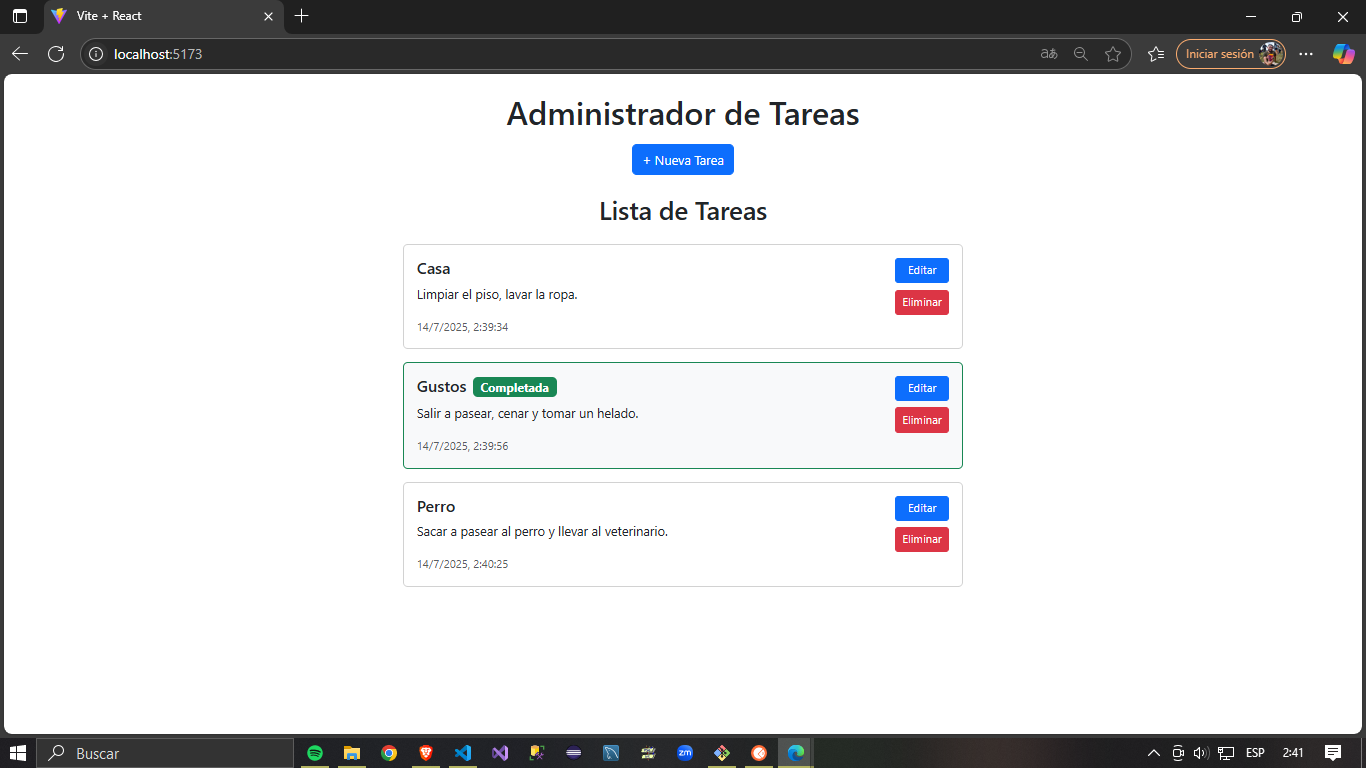 Vite + React
localhost:5173
aあ
Iniciar sesión
Administrador de Tareas
+ Nueva Tarea
Lista de Tareas
Casa
Editar
Limpiar el piso, lavar la ropa.
Eliminar
14/7/2025, 2:39:34
Gustos Completada
Editar
Salir a pasear, cenar y tomar un helado.
Eliminar
14/7/2025, 2:39:56
Perro
Editar
Sacar a pasear al perro y llevar al veterinario.
Eliminar
14/7/2025, 2:40:25
Buscar
zm
ESP
2:41